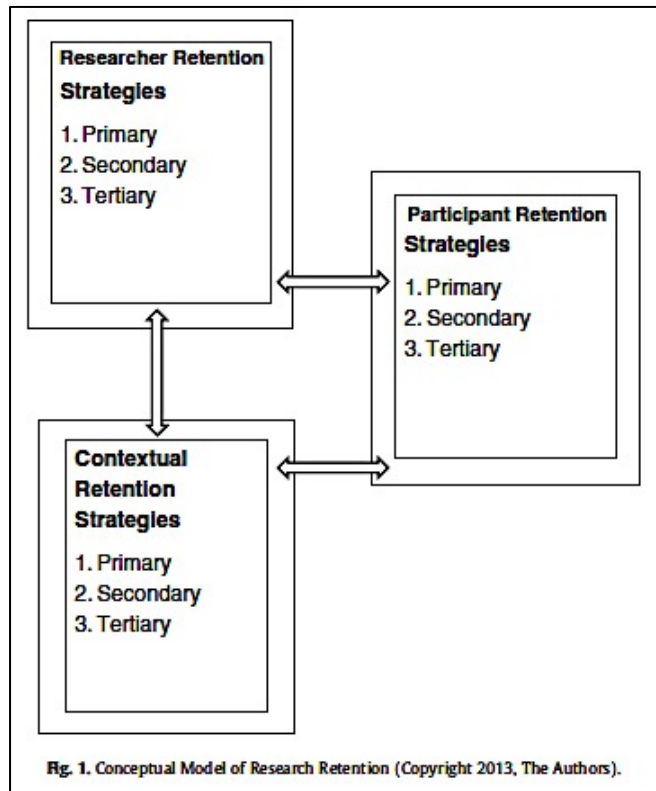 Researcher Retention
Strategies
1. Primary
2. Secondary
3. Tertiary
Participant Retention
Strategies
1. Primary
2. Secondary
3. Tertiary
Contextual
Retention
Strategies
1. Primary
2. Secondary
3. Tertiary
Fig. 1. Conceptual Model of Research Retention (Copyright 2013, The Authors).